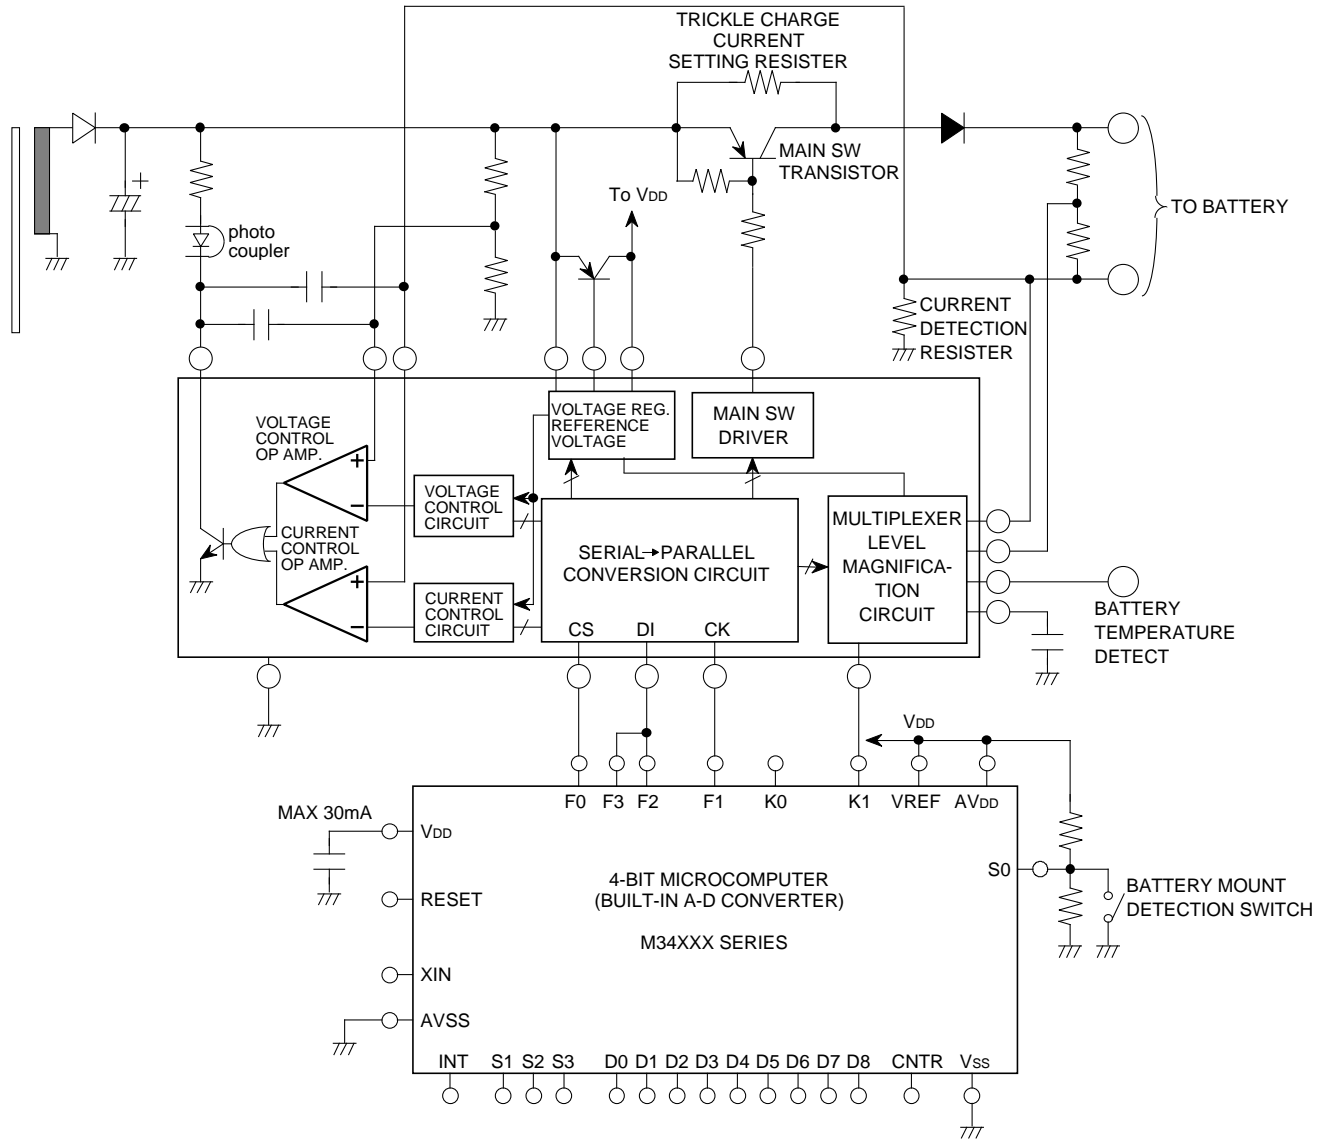 TRICKLE CHARGE
CURRENT
SETTING RESISTER
MAIN SW
TRANSISTOR
To VDD
TO BATTERY
photo
coupler
+
CURRENT
DETECTION
RESISTER
VOLTAGE
CONTROL
OP AMP.
VOLTAGE REG.
REFERENCE
VOLTAGE
MAIN SW
DRIVER
+
−
VOLTAGE
CONTROL
CIRCUIT
CURRENT
CONTROL
OP AMP.
SERIAL→PARALLEL
CONVERSION CIRCUIT
MULTIPLEXER
LEVEL
MAGNIFICA-
TION
CIRCUIT
+
−
CURRENT
CONTROL
CIRCUIT
CS DI CK
BATTERY
TEMPERATURE
DETECT
VDD
F0 F3 F2 F1 K0 K1 VREF AVDD
MAX 30mA
VDD
RESET
XIN
AVSS
4-BIT MICROCOMPUTER
(BUILT-IN A-D CONVERTER)
M34XXX SERIES
S0
BATTERY MOUNT
DETECTION SWITCH
INT S1 S2 S3 D0 D1 D2 D3 D4 D5 D6 D7 D8 CNTR VSS